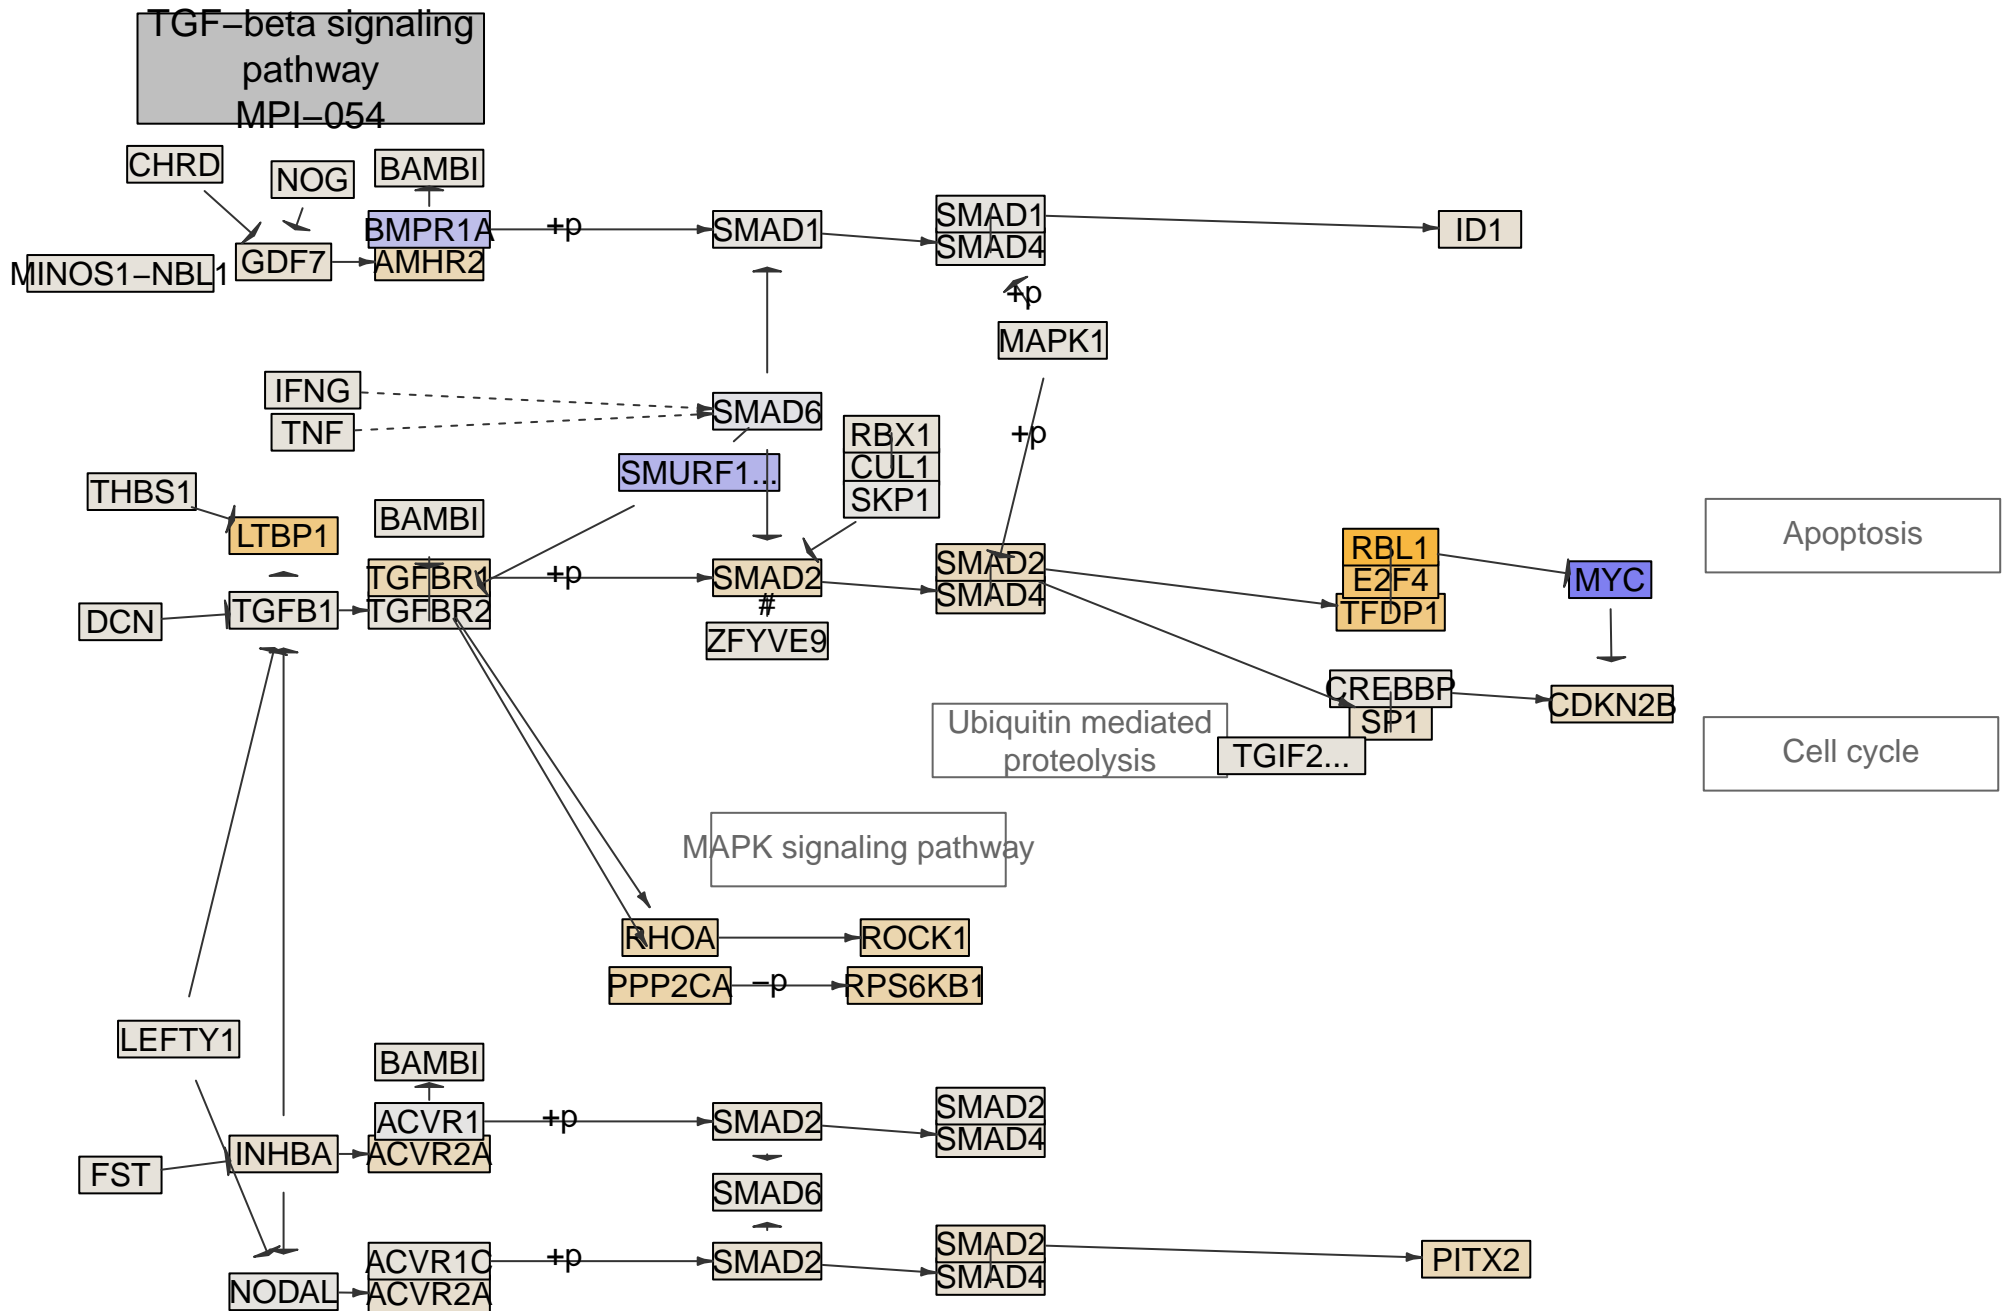 TGF−beta signaling
pathway
MPI−054
CHRD
NOG
BAMBI
BMPR1A
+p
SMAD1
SMAD1
SMAD4
ID1
MINOS1−NBL1
GDF7
AMHR2
+p
MAPK1
IFNG
TNF
SMAD6
RBX1
CUL1
SKP1
+p
SMURF1...
THBS1
LTBP1
BAMBI
TGFBR1
TGFBR2
+p
SMAD2
#
ZFYVE9
SMAD2
SMAD4
RBL1
E2F4
TFDP1
MYC
Apoptosis
DCN
TGFB1
CREBBP
SP1
CDKN2B
Ubiquitin mediated
proteolysis
TGIF2...
Cell cycle
MAPK signaling pathway
RHOA
ROCK1
PPP2CA
−p
RPS6KB1
LEFTY1
BAMBI
ACVR1
ACVR2A
+p
SMAD2
SMAD2
SMAD4
INHBA
FST
SMAD6
ACVR1C
ACVR2A
+p
SMAD2
SMAD2
SMAD4
PITX2
NODAL